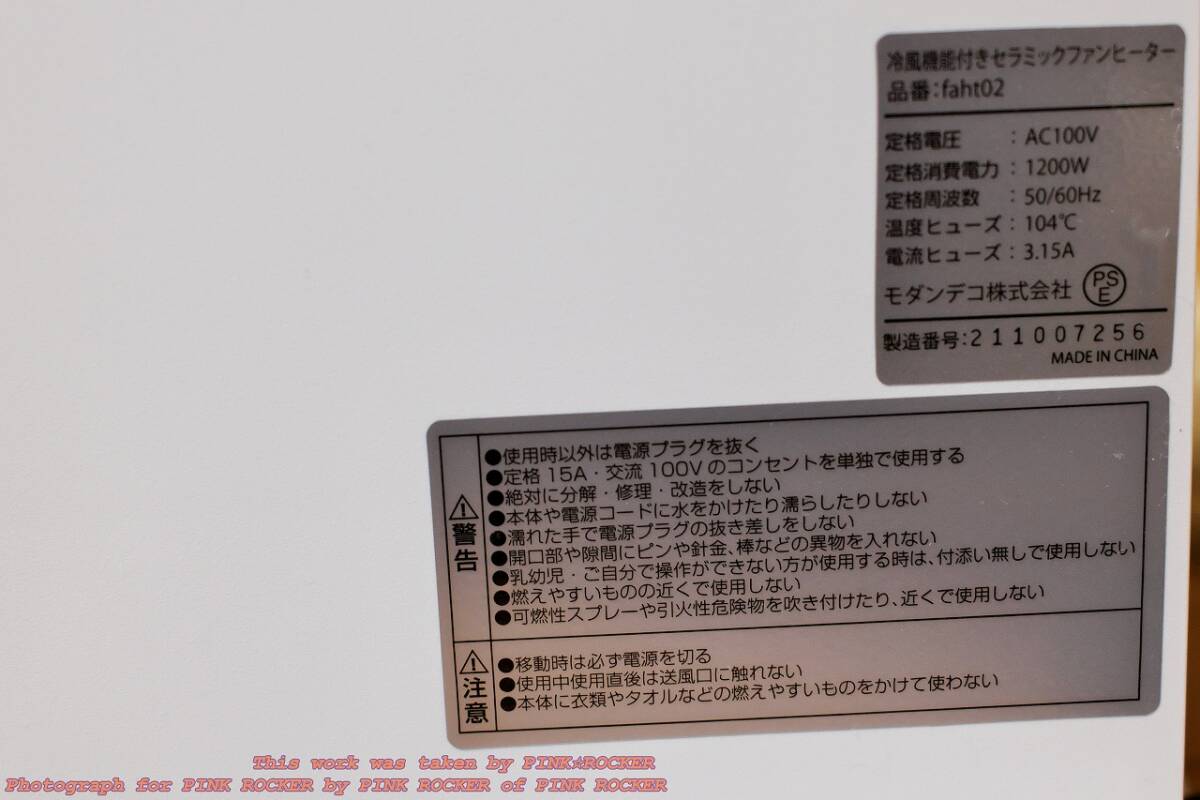 冷風機能付きセラミックファンヒーター
品番:faht02
定格電圧 : AC100V
定格消費電力 : 1200W
定格周波数 : 50/60Hz
温度ヒューズ : 104℃
電流ヒューズ : 3.15A
モダンデコ株式会社 PSE
製造番号:211007256
MADE IN CHINA
⚠警告
●使用時以外は電源プラグを抜く
●定格15A・交流100Vのコンセントを単独で使用する
●絶対に分解・修理・改造をしない
●本体や電源コードに水をかけたり濡らしたりしない
●濡れた手で電源プラグの抜き差しをしない
●開口部や隙間にピンや針金、棒などの異物を入れない
●乳幼児・ご自分で操作ができない方が使用する時は、付添い無しで使用しない
●燃えやすいものの近くで使用しない
●可燃性スプレーや引火性危険物を吹き付けたり、近くで使用しない
⚠注意
●移動時は必ず電源を切る
●使用中使用直後は送風口に触れない
●本体に衣類やタオルなどの燃えやすいものをかけて使わない
This work was taken by PINK☆ROCKER
Photograph for PINK ROCKER by PINK ROCKER of PINK ROCKER